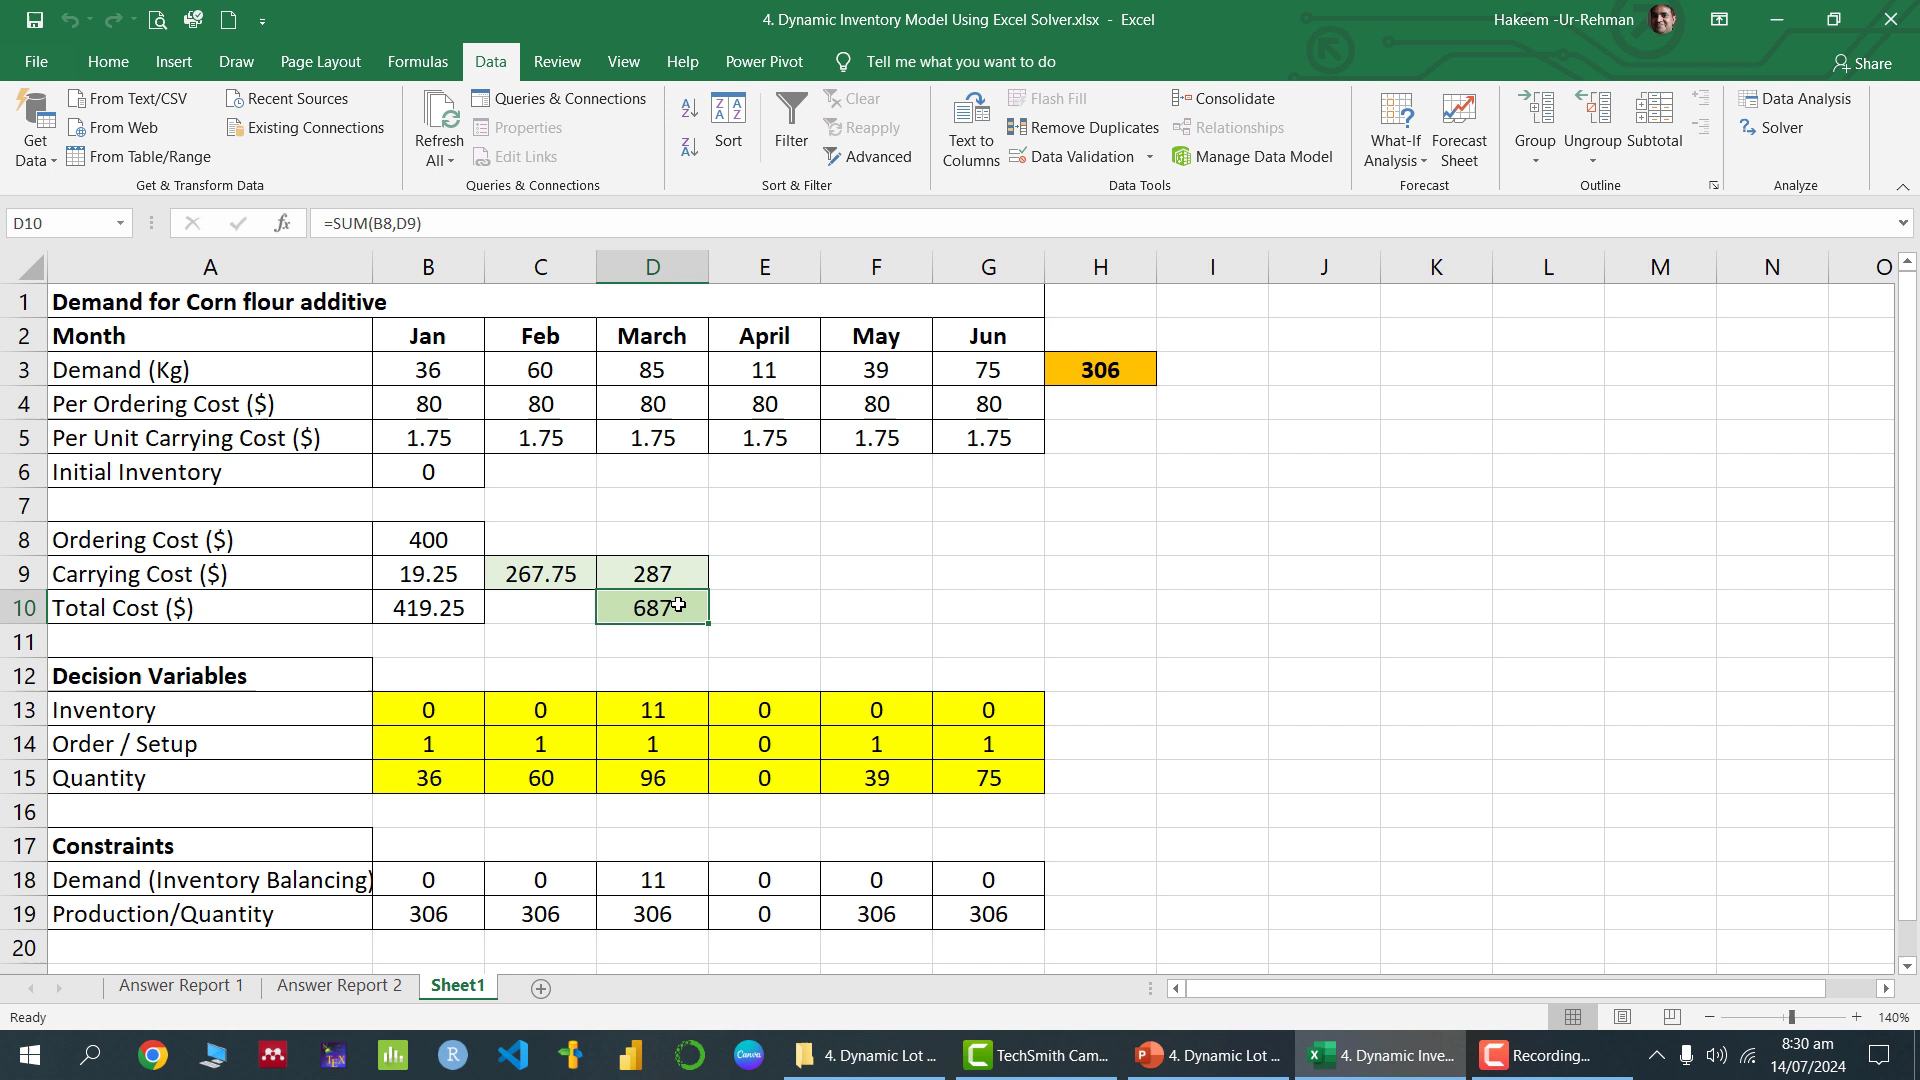 4. Dynamic Inventory Model Using Excel Solver.xlsx - Excel
Hakeem -Ur-Rehman
File Home Insert Draw Page Layout Formulas Data Review View Help Power Pivot Tell me what you want to do Share
Get Data
From Text/CSV
From Web
From Table/Range
Recent Sources
Existing Connections
Get & Transform Data
Refresh All
Queries & Connections
Properties
Edit Links
Queries & Connections
Sort
Filter
Clear
Reapply
Advanced
Sort & Filter
Text to Columns
Flash Fill
Remove Duplicates
Data Validation
Consolidate
Relationships
Manage Data Model
Data Tools
What-If Analysis
Forecast Sheet
Forecast
Group
Ungroup
Subtotal
Outline
Data Analysis
Solver
Analyze
D10 fx =SUM(B8,D9)
A B C D E F G H I J K L M N O
1 Demand for Corn flour additive
2 Month Jan Feb March April May Jun
3 Demand (Kg) 36 60 85 11 39 75 306
4 Per Ordering Cost ($) 80 80 80 80 80 80
5 Per Unit Carrying Cost ($) 1.75 1.75 1.75 1.75 1.75 1.75
6 Initial Inventory 0
7
8 Ordering Cost ($) 400
9 Carrying Cost ($) 19.25 267.75 287
10 Total Cost ($) 419.25 687
11
12 Decision Variables
13 Inventory 0 0 11 0 0 0
14 Order / Setup 1 1 1 0 1 1
15 Quantity 36 60 96 0 39 75
16
17 Constraints
18 Demand (Inventory Balancing) 0 0 11 0 0 0
19 Production/Quantity 306 306 306 0 306 306
20
Answer Report 1 Answer Report 2 Sheet1
Ready 140%
4. Dynamic Lot ... TechSmith Cam... 4. Dynamic Lot ... 4. Dynamic Inve... Recording...
8:30 am
14/07/2024